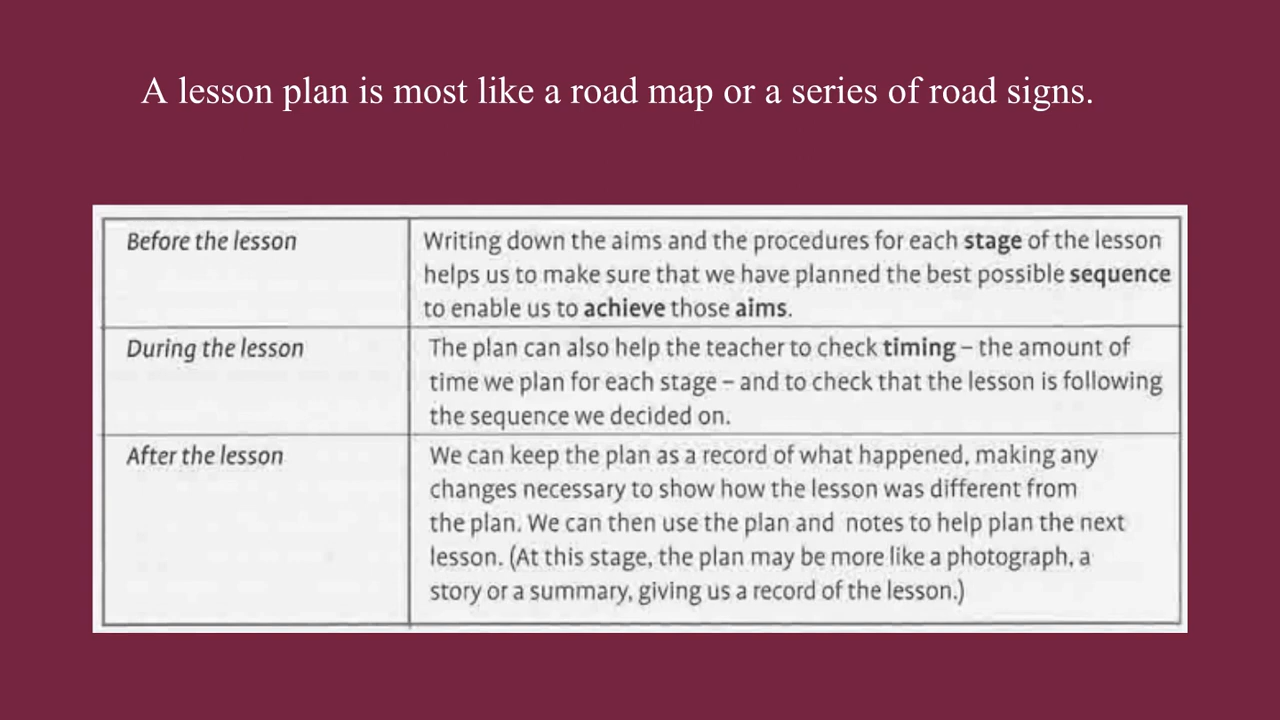 A lesson plan is most like a road map or a series of road signs.
Before the lesson
Writing down the aims and the procedures for each stage of the lesson
helps us to make sure that we have planned the best possible sequence
to enable us to achieve those aims.
During the lesson
The plan can also help the teacher to check timing – the amount of
time we plan for each stage – and to check that the lesson is following
the sequence we decided on.
After the lesson
We can keep the plan as a record of what happened, making any
changes necessary to show how the lesson was different from
the plan. We can then use the plan and notes to help plan the next
lesson. (At this stage, the plan may be more like a photograph, a
story or a summary, giving us a record of the lesson.)